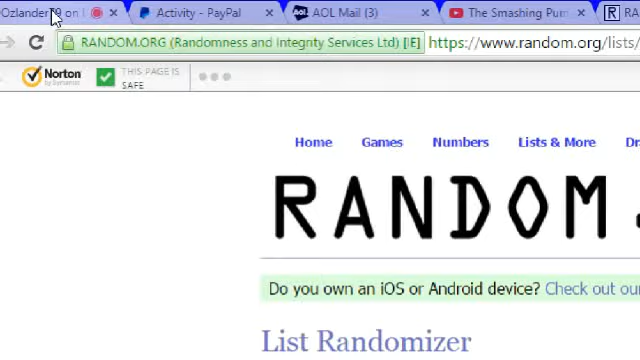 Ozlander79 on
Activity - PayPal
AOL Mail (3)
The Smashing Pum
RA
RANDOM.ORG (Randomness and Integrity Services Ltd) [IE] https://www.random.org/lists/
Norton
by Symantec
THIS PAGE IS
SAFE
Home Games Numbers Lists & More Dr
RANDOM.
Do you own an iOS or Android device? Check out ou
List Randomizer